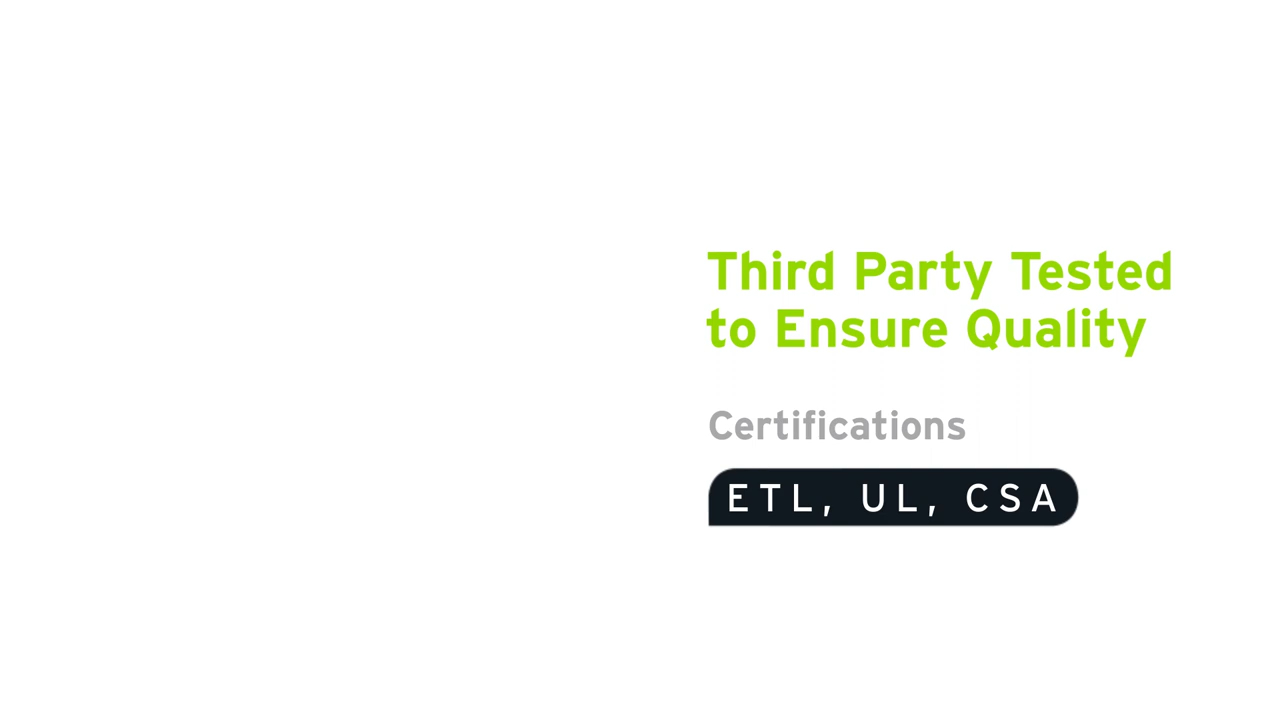 Third Party Tested
to Ensure Quality
Certifications
ETL, UL, CSA